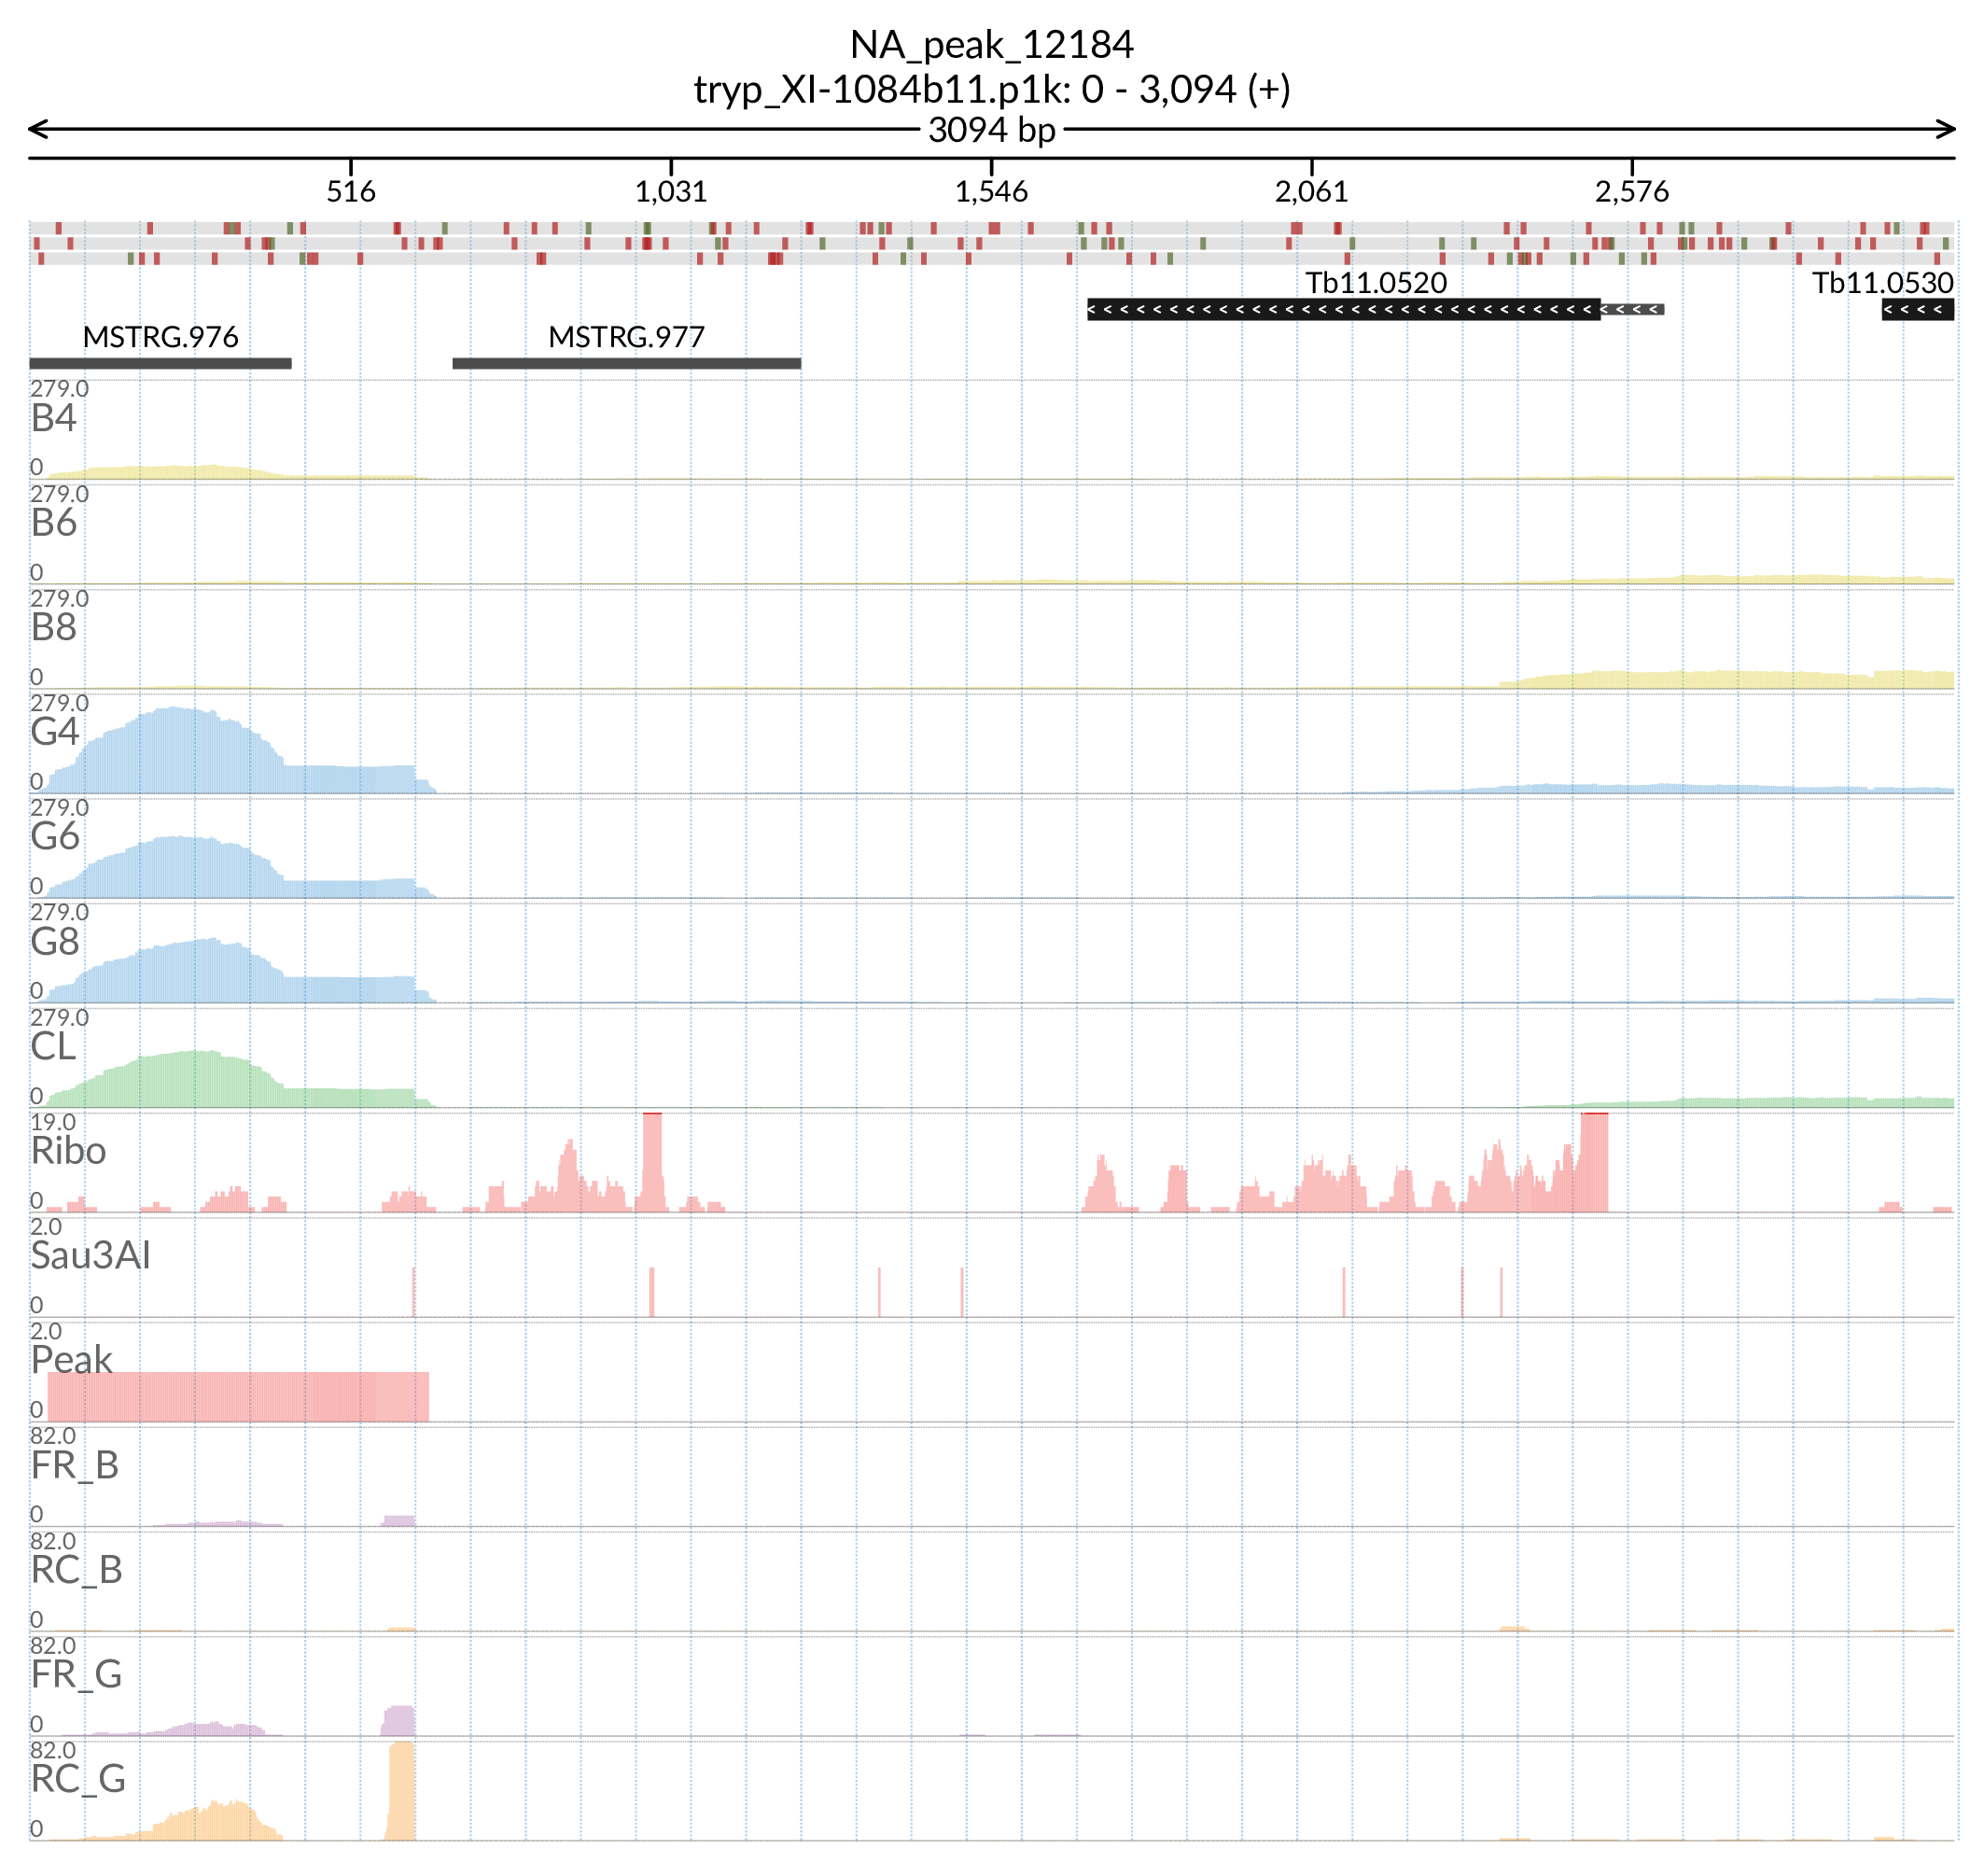 NA_peak_12184
tryp_XI-1084b11.p1k: 0 - 3,094 (+)
3094 bp
516 1,031 1,546 2,061 2,576
Tb11.0520 Tb11.0530
MSTRG.976 MSTRG.977
279.0
B4
0
279.0
B6
0
279.0
B8
0
279.0
G4
0
279.0
G6
0
279.0
G8
0
279.0
CL
0
19.0
Ribo
0
2.0
Sau3AI
0
2.0
Peak
0
82.0
FR_B
0
82.0
RC_B
0
82.0
FR_G
0
82.0
RC_G
0